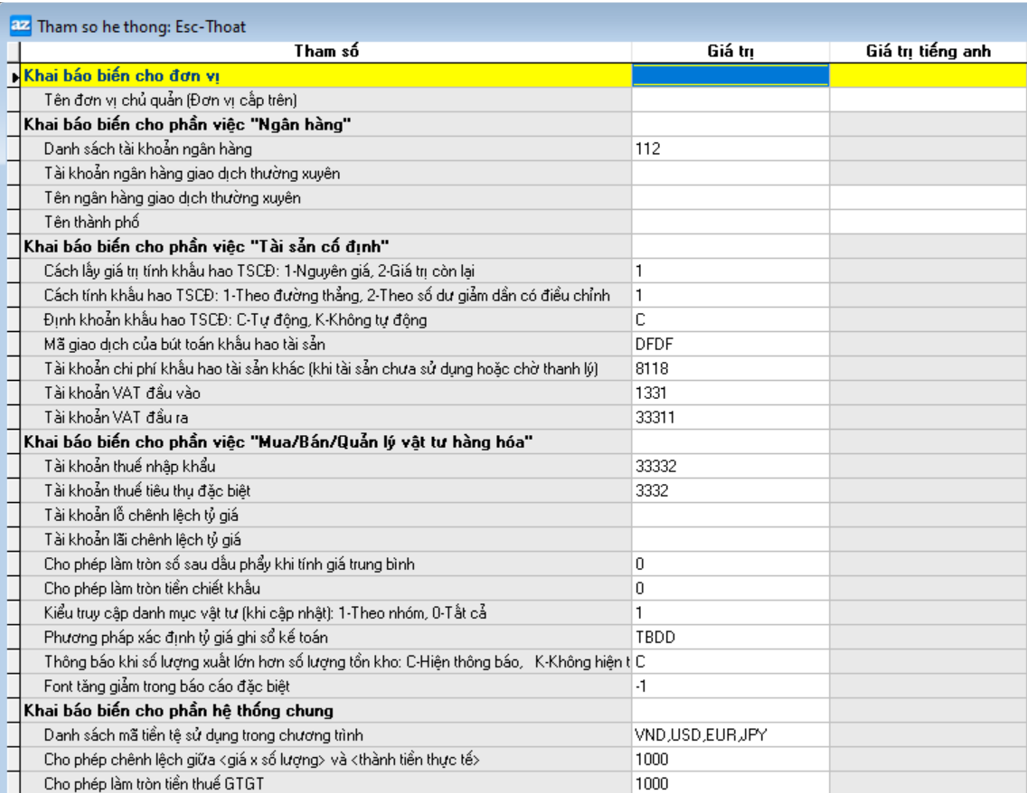 az Tham so he thong: Esc-Thoat
Tham số Giá trị Giá trị tiếng anh
Khai báo biến cho đơn vị
Tên đơn vị chủ quản (Đơn vị cấp trên)
Khai báo biến cho phần việc "Ngân hàng"
Danh sách tài khoản ngân hàng 112
Tài khoản ngân hàng giao dịch thường xuyên
Tên ngân hàng giao dịch thường xuyên
Tên thành phố
Khai báo biến cho phần việc "Tài sản cố định"
Cách lấy giá trị tính khấu hao TSCĐ: 1-Nguyên giá, 2-Giá trị còn lại 1
Cách tính khấu hao TSCĐ: 1-Theo đường thẳng, 2-Theo số dư giảm dần có điều chỉnh 1
Định khoản khấu hao TSCĐ: C-Tự động, K-Không tự động C
Mã giao dịch của bút toán khấu hao tài sản DFDF
Tài khoản chi phí khấu hao tài sản khác (khi tài sản chưa sử dụng hoặc chờ thanh lý) 8118
Tài khoản VAT đầu vào 1331
Tài khoản VAT đầu ra 33311
Khai báo biến cho phần việc "Mua/Bán/Quản lý vật tư hàng hóa"
Tài khoản thuế nhập khẩu 33332
Tài khoản thuế tiêu thụ đặc biệt 3332
Tài khoản lỗ chênh lệch tỷ giá
Tài khoản lãi chênh lệch tỷ giá
Cho phép làm tròn số sau dấu phẩy khi tính giá trung bình 0
Cho phép làm tròn tiền chiết khấu 0
Kiểu truy cập danh mục vật tư (khi cập nhật): 1-Theo nhóm, 0-Tất cả 1
Phương pháp xác định tỷ giá ghi sổ kế toán TBDD
Thông báo khi số lượng xuất lớn hơn số lượng tồn kho: C-Hiện thông báo, K-Không hiện t C
Font tăng giảm trong báo cáo đặc biệt -1
Khai báo biến cho phần hệ thống chung
Danh sách mã tiền tệ sử dụng trong chương trình VND,USD,EUR,JPY
Cho phép chênh lệch giữa <giá x số lượng> và <thành tiền thực tế> 1000
Cho phép làm tròn tiền thuế GTGT 1000